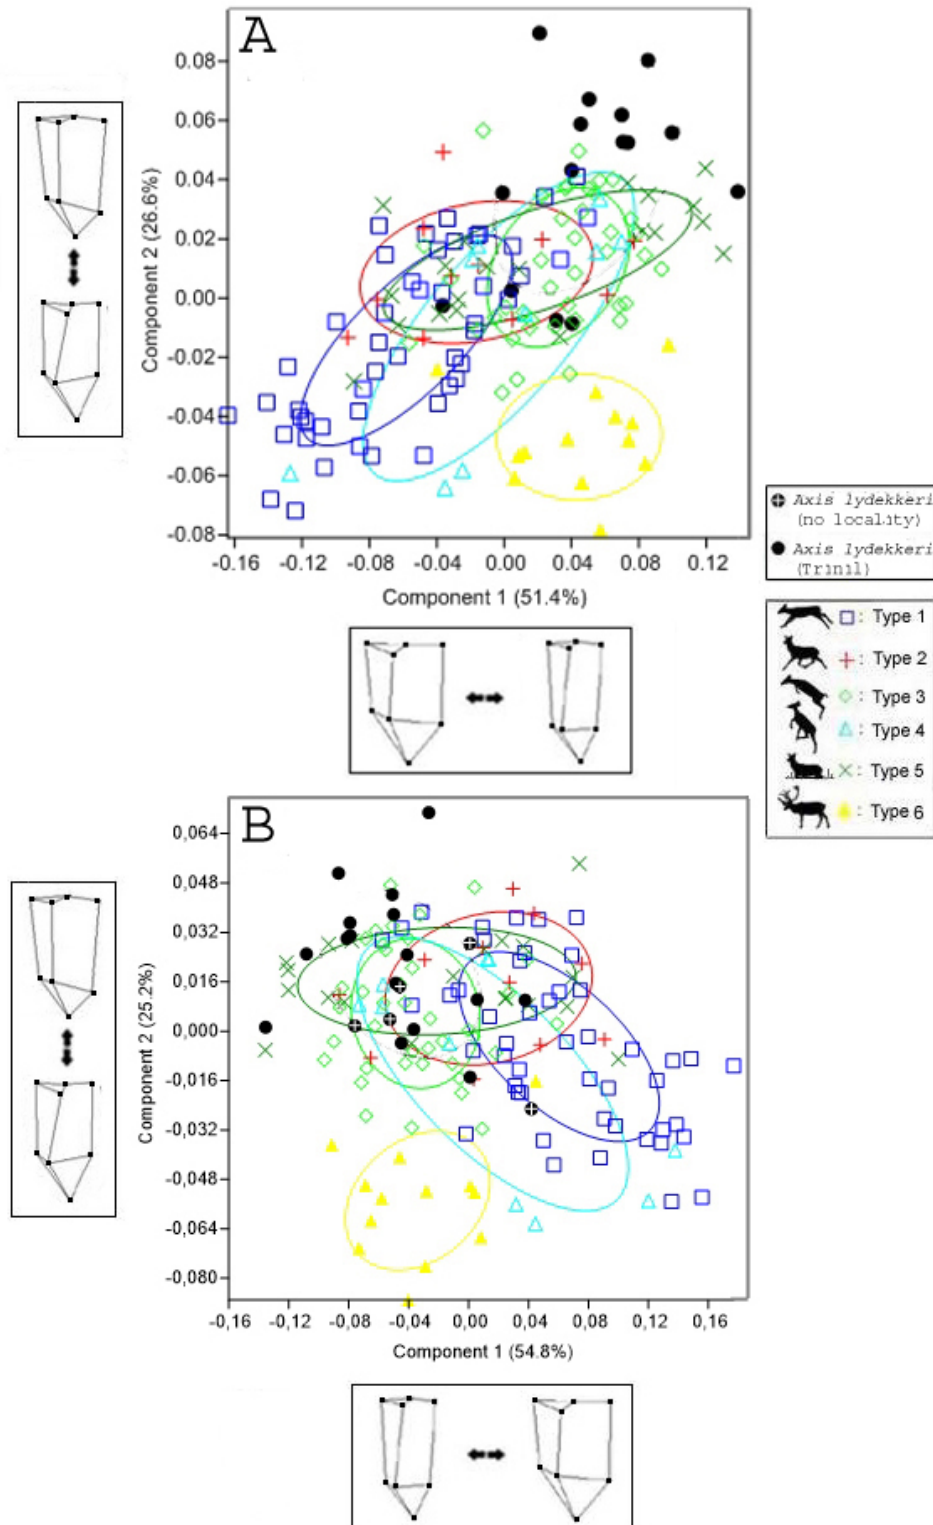 A
0.08
0.06
0.04
0.02
0.00
-0.02
-0.04
-0.06
-0.08
Component 2 (26.6%)
-0.16 -0.12 -0.08 -0.04 0.00 0.04 0.08 0.12
Component 1 (51.4%)
Axis lydekkeri
(no locality)
Axis lydekkeri
(Trinil)
: Type 1
: Type 2
: Type 3
: Type 4
: Type 5
: Type 6
B
0,064
0,048
0,032
0,016
0,000
-0,016
-0,032
-0,048
-0,064
-0,080
Component 2 (25.2%)
-0,16 -0,12 -0,08 -0,04 0,00 0,04 0,08 0,12 0,16
Component 1 (54.8%)